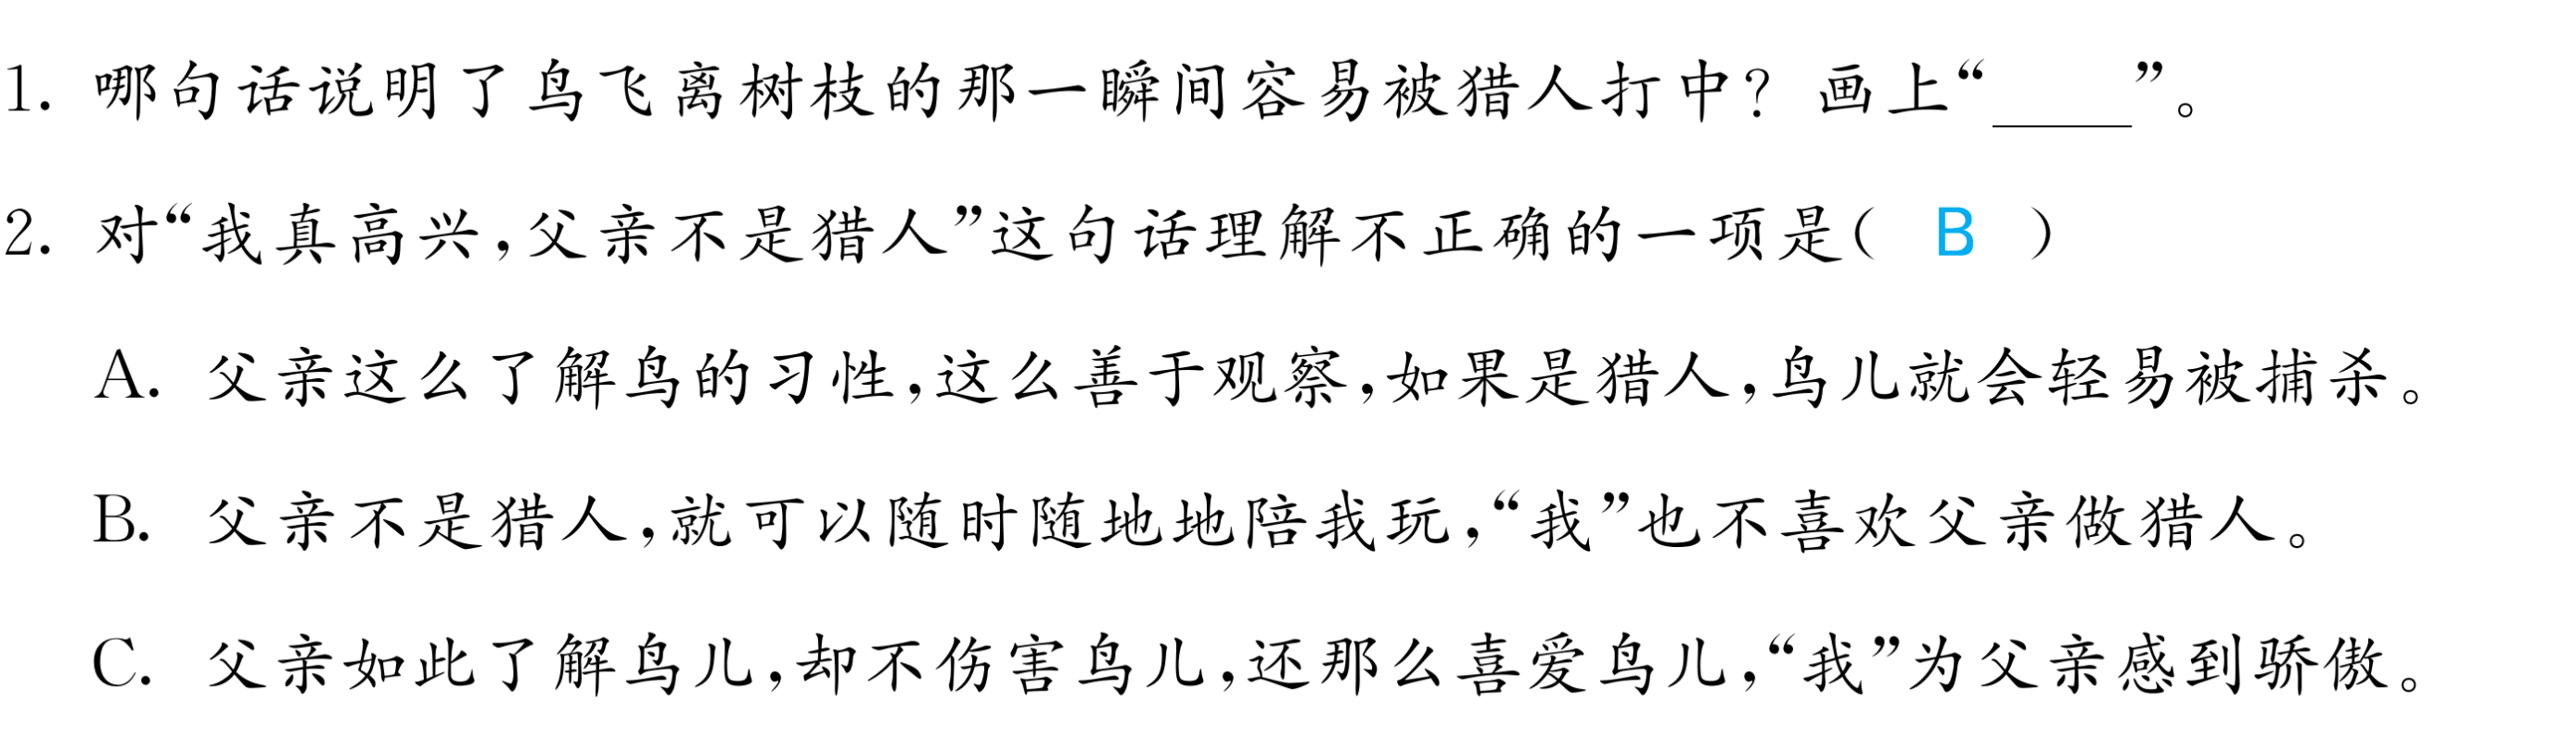 1. 哪句话说明了鸟飞离树枝的那一瞬间容易被猎人打中？画上“____”。
2. 对“我真高兴，父亲不是猎人”这句话理解不正确的一项是（ B ）
A. 父亲这么了解鸟的习性，这么善于观察，如果是猎人，鸟儿就会轻易被捕杀。
B. 父亲不是猎人，就可以随时随地地陪我玩，“我”也不喜欢父亲做猎人。
C. 父亲如此了解鸟儿，却不伤害鸟儿，还那么喜爱鸟儿，“我”为父亲感到骄傲。